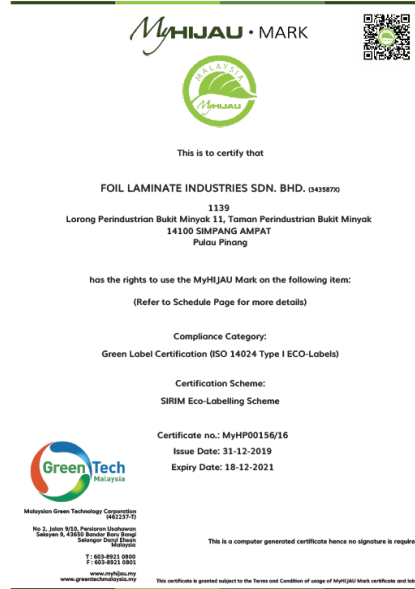 MyHIJAU • MARK
MALAYSIA
MyHIJAU
This is to certify that
FOIL LAMINATE INDUSTRIES SDN. BHD. (343587X)
1139
Lorong Perindustrian Bukit Minyak 11, Taman Perindustrian Bukit Minyak
14100 SIMPANG AMPAT
Pulau Pinang
has the rights to use the MyHIJAU Mark on the following item:
(Refer to Schedule Page for more details)
Compliance Category:
Green Label Certification (ISO 14024 Type I ECO-Labels)
Certification Scheme:
SIRIM Eco-Labelling Scheme
Certificate no.: MyHP00156/16
Issue Date: 31-12-2019
Expiry Date: 18-12-2021
Green Tech
Malaysia
Malaysian Green Technology Corporation
(462237-T)
No 2, Jalan 9/10, Persiaran Usahawan
Seksyen 9, 43650 Bandar Baru Bangi
Selangor Darul Ehsan
Malaysia
T : 603-8921 0800
F : 603-8921 0801
www.myhijau.my
www.greentechmalaysia.my
This is a computer generated certificate hence no signature is require
This certificate is granted subject to the Terms and Condition of usage of MyHIJAU Mark certificate and lab